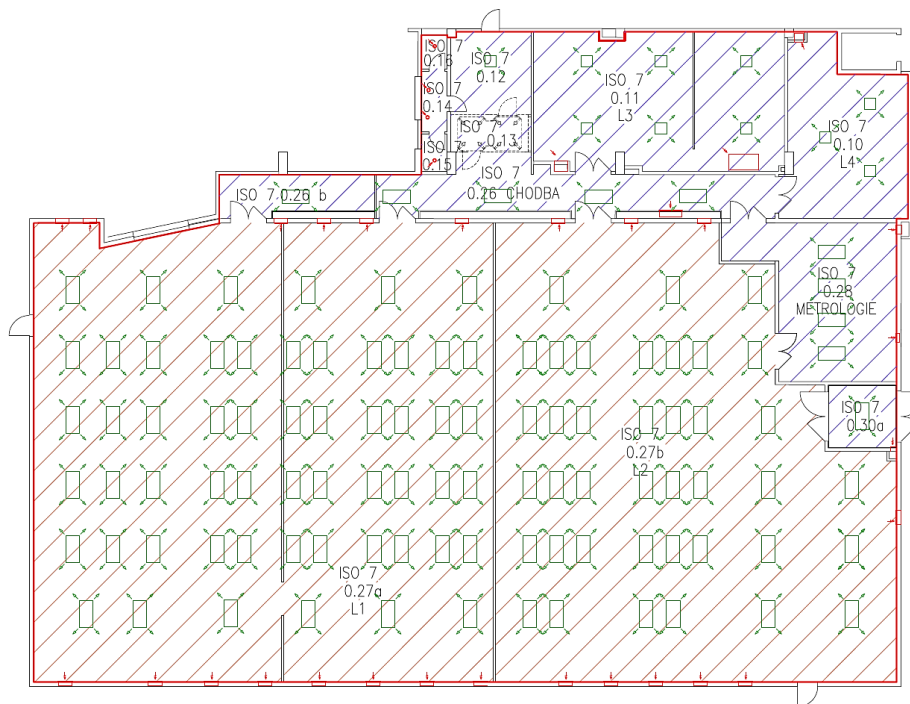 ISO 7
0.16
ISO 7
0.14
ISO 7
0.15
ISO 7
0.12
ISO 7
0.13
ISO 7
0.11
L3
ISO 7
0.10
L4
ISO 7 0.26 b
ISO 7
0.26 CHODBA
ISO 7
0.28
METROLOGIE
ISO 7
0.30a
ISO 7
0.27b
L2
ISO 7
0.27a
L1